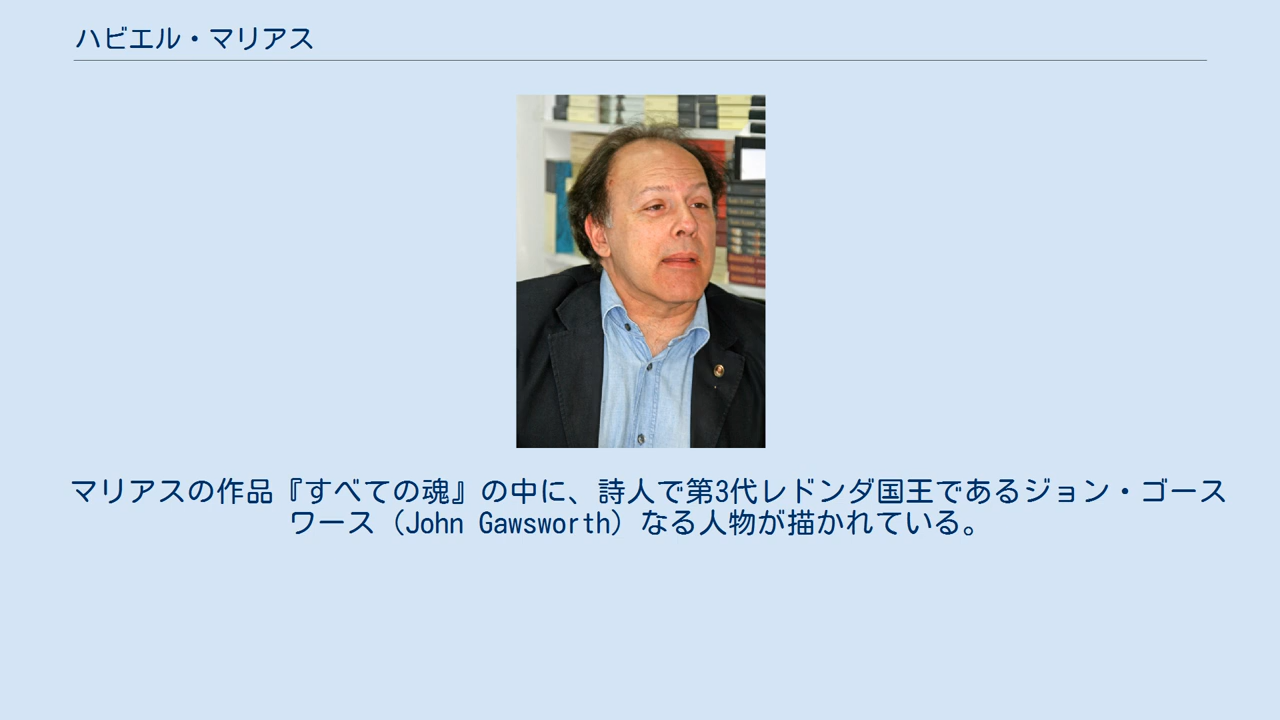 ハビエル・マリアス
マリアスの作品『すべての魂』の中に、詩人で第3代レドンダ国王であるジョン・ゴース
ワース（John Gawsworth）なる人物が描かれている。